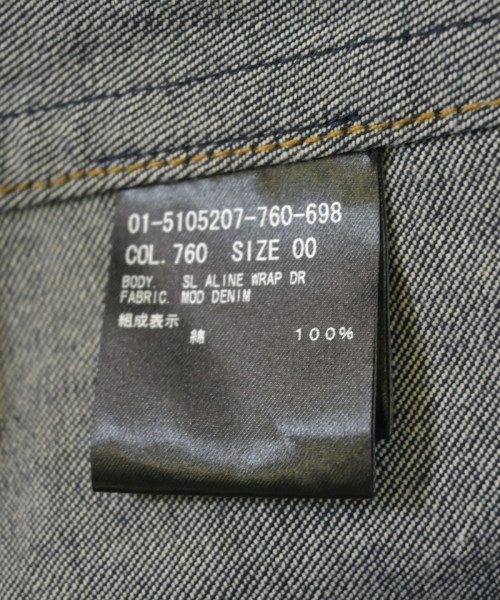 01-5105207-760-698
COL. 760 SIZE 00
BODY. SL ALINE WRAP DR
FABRIC. MOD DENIM
組成表示
綿 100%